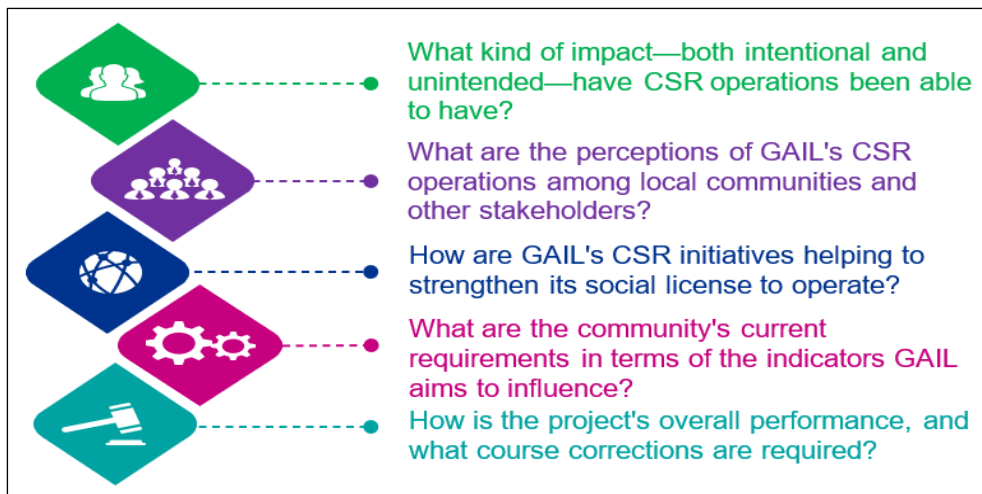 What kind of impact—both intentional and
unintended—have CSR operations been able
to have?
What are the perceptions of GAIL's CSR
operations among local communities and
other stakeholders?
How are GAIL's CSR initiatives helping to
strengthen its social license to operate?
What are the community's current
requirements in terms of the indicators GAIL
aims to influence?
How is the project's overall performance, and
what course corrections are required?